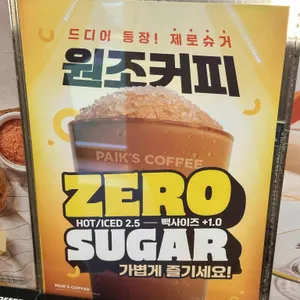 드디어 등장! 제로슈거
원조커피
PAIK'S COFFEE
ZERO
HOT/ICED 2.5 — 빽사이즈 +1.0
SUGAR
가볍게 즐기세요!
PAIK'S COFFEE